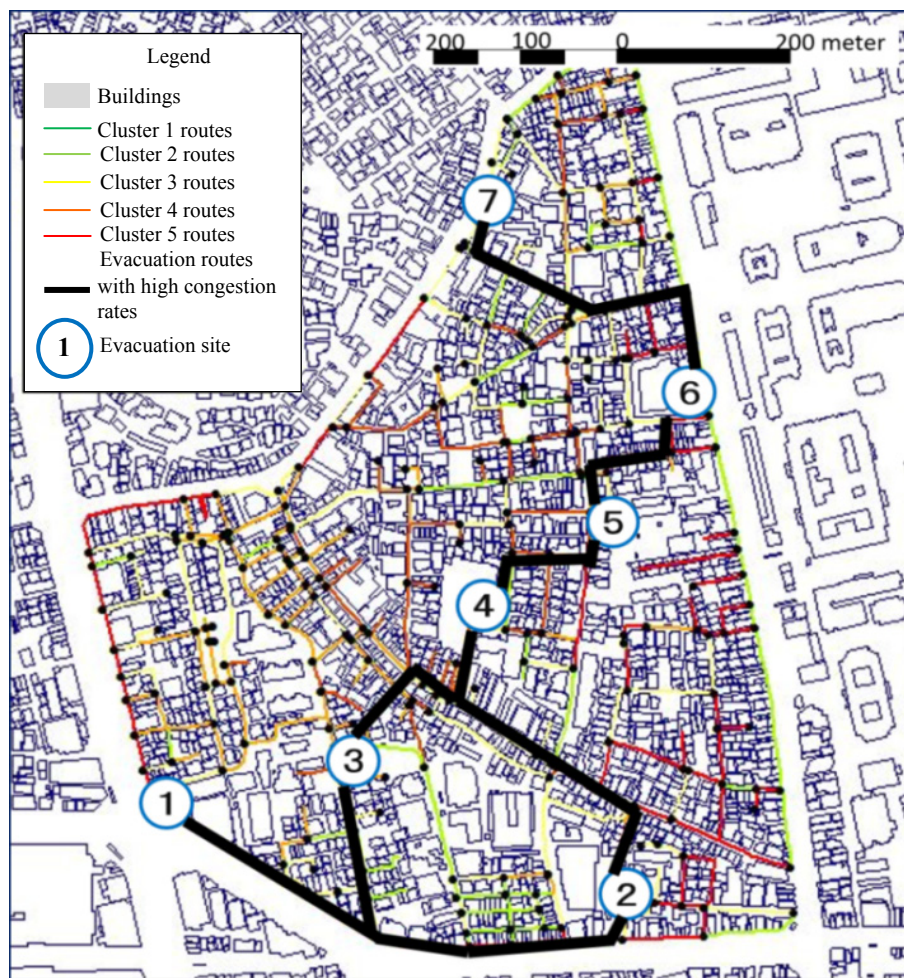 200 100 0 200 meter
Legend
Buildings
Cluster 1 routes
Cluster 2 routes
Cluster 3 routes
Cluster 4 routes
Cluster 5 routes
Evacuation routes
with high congestion
rates
1 Evacuation site
7
6
5
4
3
1
2